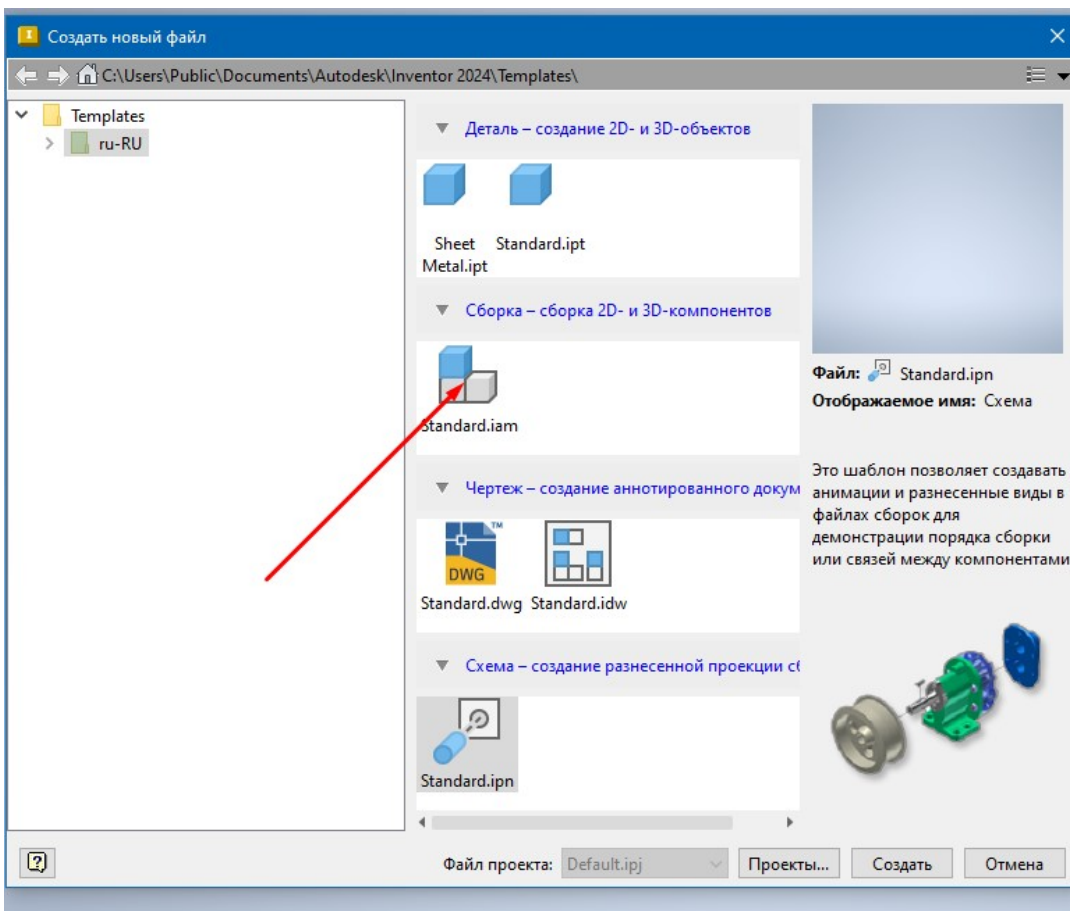 Создать новый файл
C:\Users\Public\Documents\Autodesk\Inventor 2024\Templates\
Templates
ru-RU
Деталь – создание 2D- и 3D-объектов
Sheet Metal.ipt
Standard.ipt
Сборка – сборка 2D- и 3D-компонентов
Standard.iam
Чертеж – создание аннотированного докум
DWG
TM
Standard.dwg
Standard.idw
Схема – создание разнесенной проекции
Standard.ipn
Файл: Standard.ipn
Отображаемое имя: Схема
Это шаблон позволяет создавать
анимации и разнесенные виды в
файлах сборок для
демонстрации порядка сборки
или связей между компонентами
Файл проекта: Default.ipj
Проекты...
Создать
Отмена